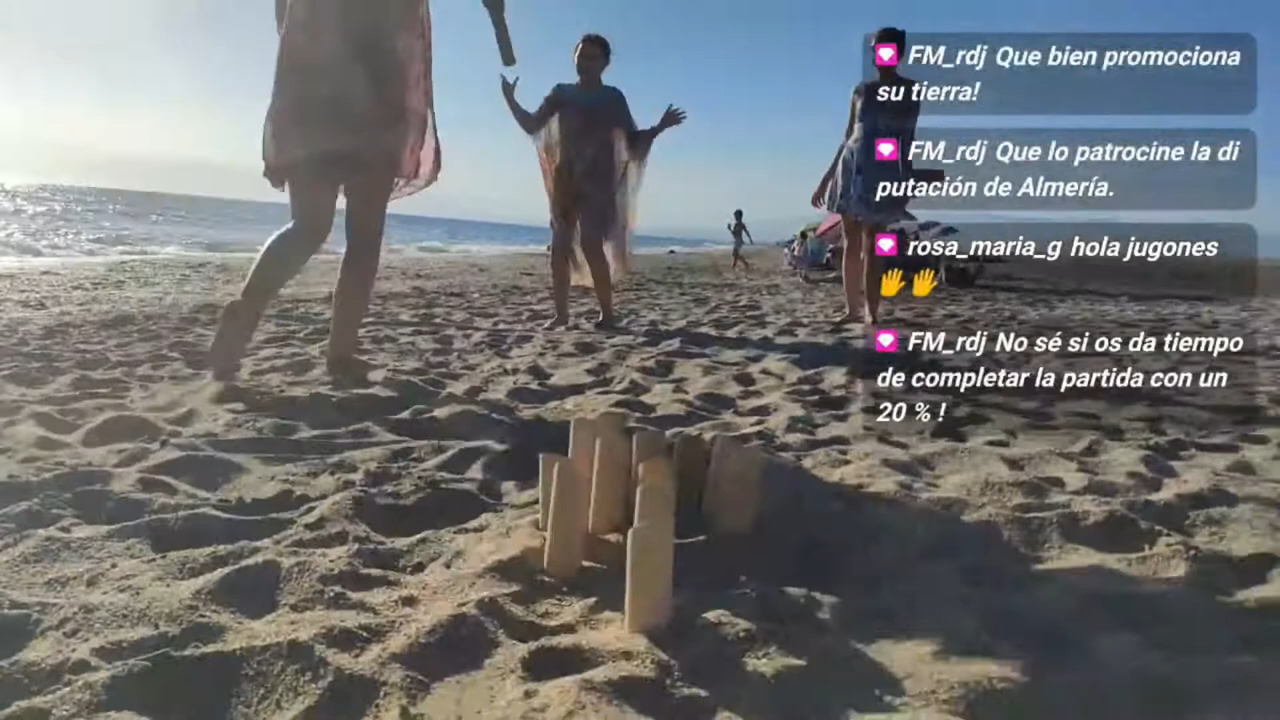 FM_rdj Que bien promociona
su tierra!
FM_rdj Que lo patrocine la di
putación de Almería.
rosa_maria_g hola jugones
👋 👋
FM_rdj No sé si os da tiempo
de completar la partida con un
20 % !